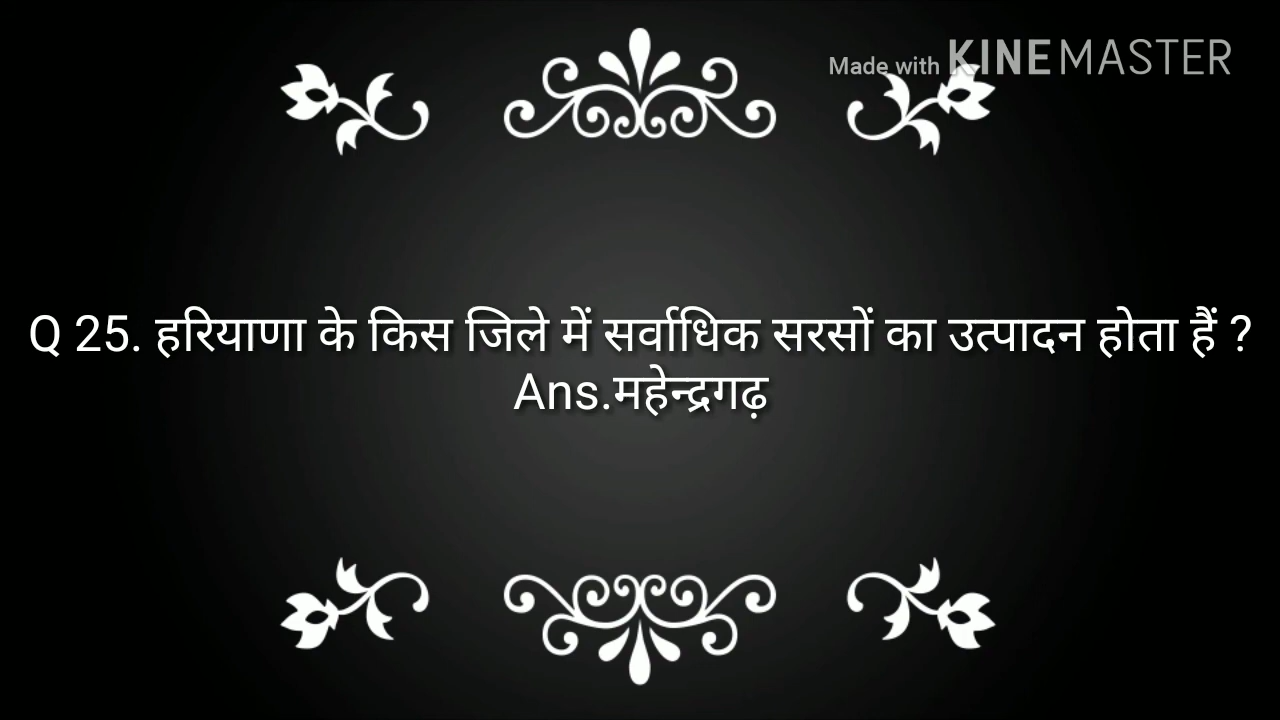 Made with KINEMASTER
Q 25. हरियाणा के किस जिले में सर्वाधिक सरसों का उत्पादन होता हैं ?
Ans.महेन्द्रगढ़